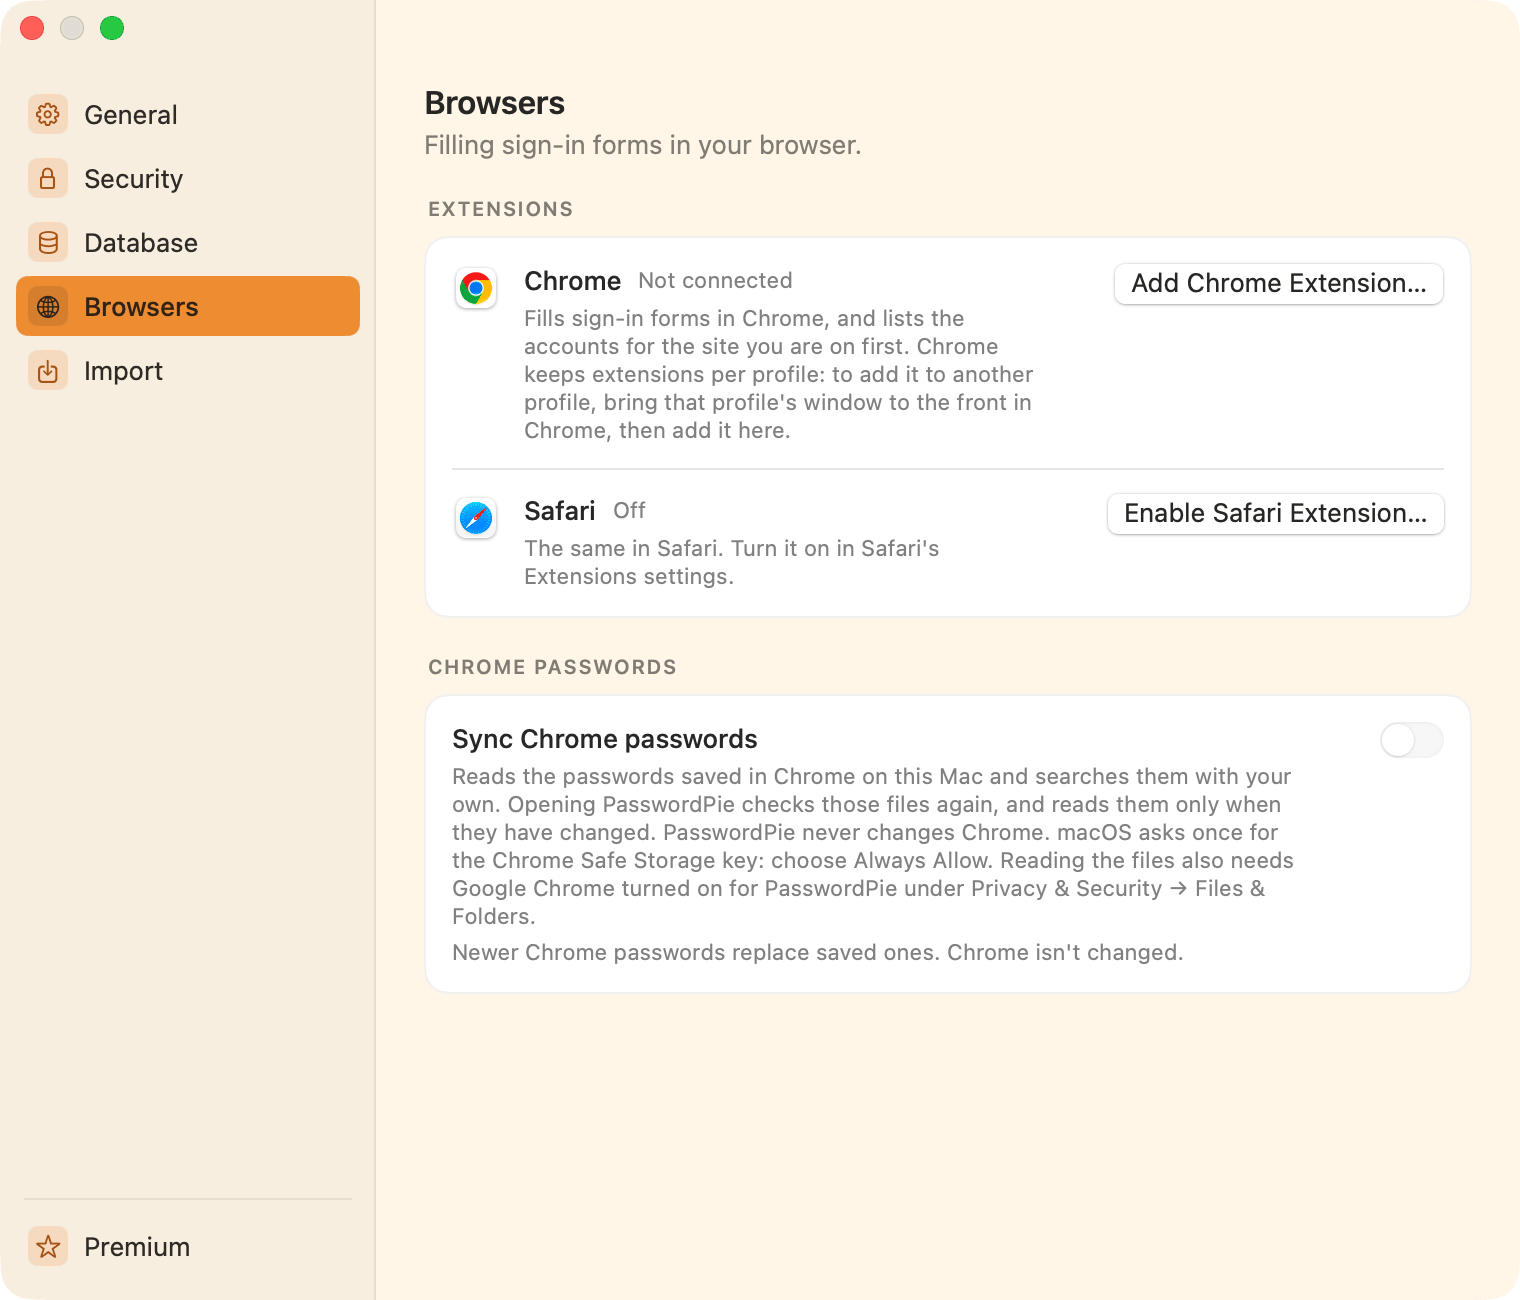 General
Security
Database
Browsers
Import
Premium
Browsers
Filling sign-in forms in your browser.
EXTENSIONS
Chrome Not connected
Add Chrome Extension...
Fills sign-in forms in Chrome, and lists the
accounts for the site you are on first. Chrome
keeps extensions per profile: to add it to another
profile, bring that profile's window to the front in
Chrome, then add it here.
Safari Off
Enable Safari Extension...
The same in Safari. Turn it on in Safari's
Extensions settings.
CHROME PASSWORDS
Sync Chrome passwords
Reads the passwords saved in Chrome on this Mac and searches them with your
own. Opening PasswordPie checks those files again, and reads them only when
they have changed. PasswordPie never changes Chrome. macOS asks once for
the Chrome Safe Storage key: choose Always Allow. Reading the files also needs
Google Chrome turned on for PasswordPie under Privacy & Security → Files &
Folders.
Newer Chrome passwords replace saved ones. Chrome isn't changed.